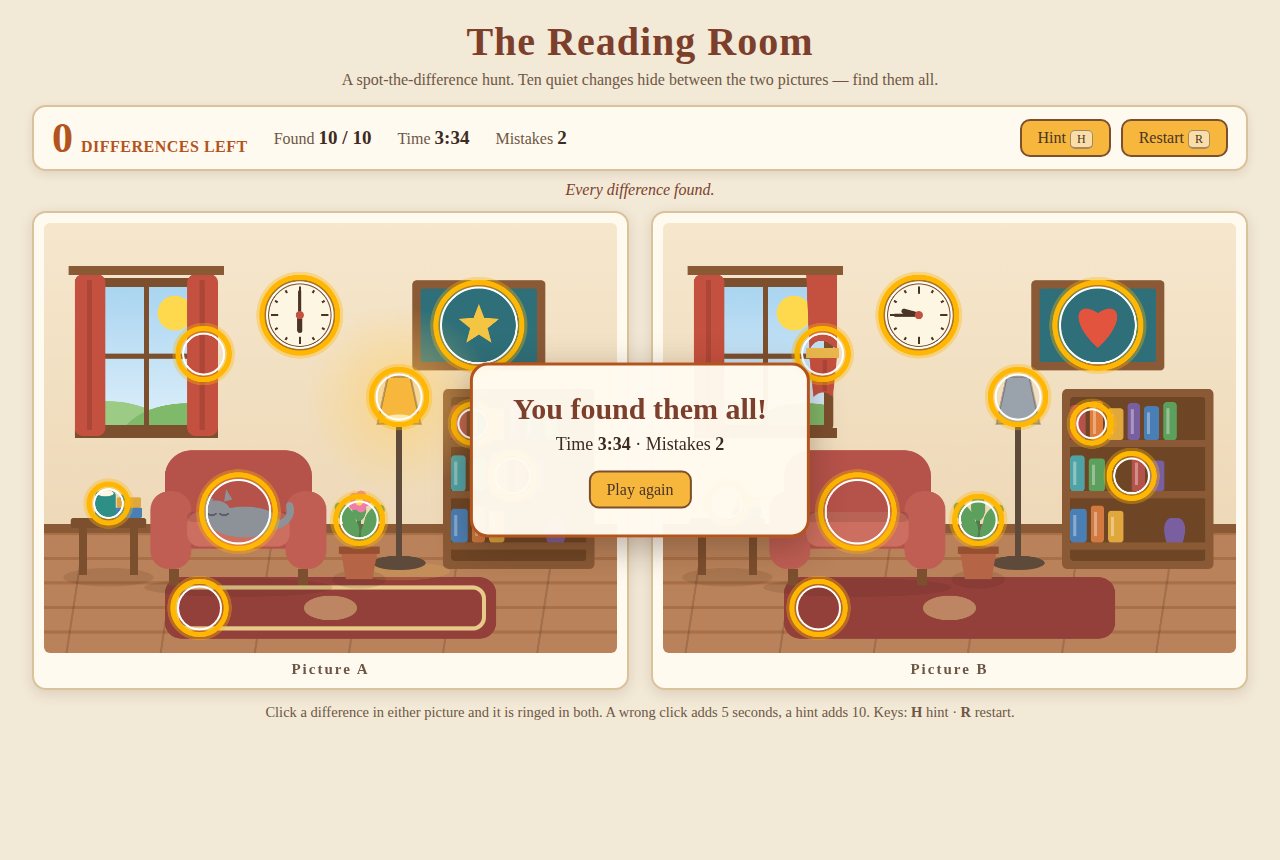 The Reading Room
A spot-the-difference hunt. Ten quiet changes hide between the two pictures — find them all.
0 DIFFERENCES LEFT Found 10 / 10 Time 3:34 Mistakes 2 Hint H Restart R
Every difference found.
You found them all!
Time 3:34 · Mistakes 2
Play again
Picture A Picture B
Click a difference in either picture and it is ringed in both. A wrong click adds 5 seconds, a hint adds 10. Keys: H hint · R restart.